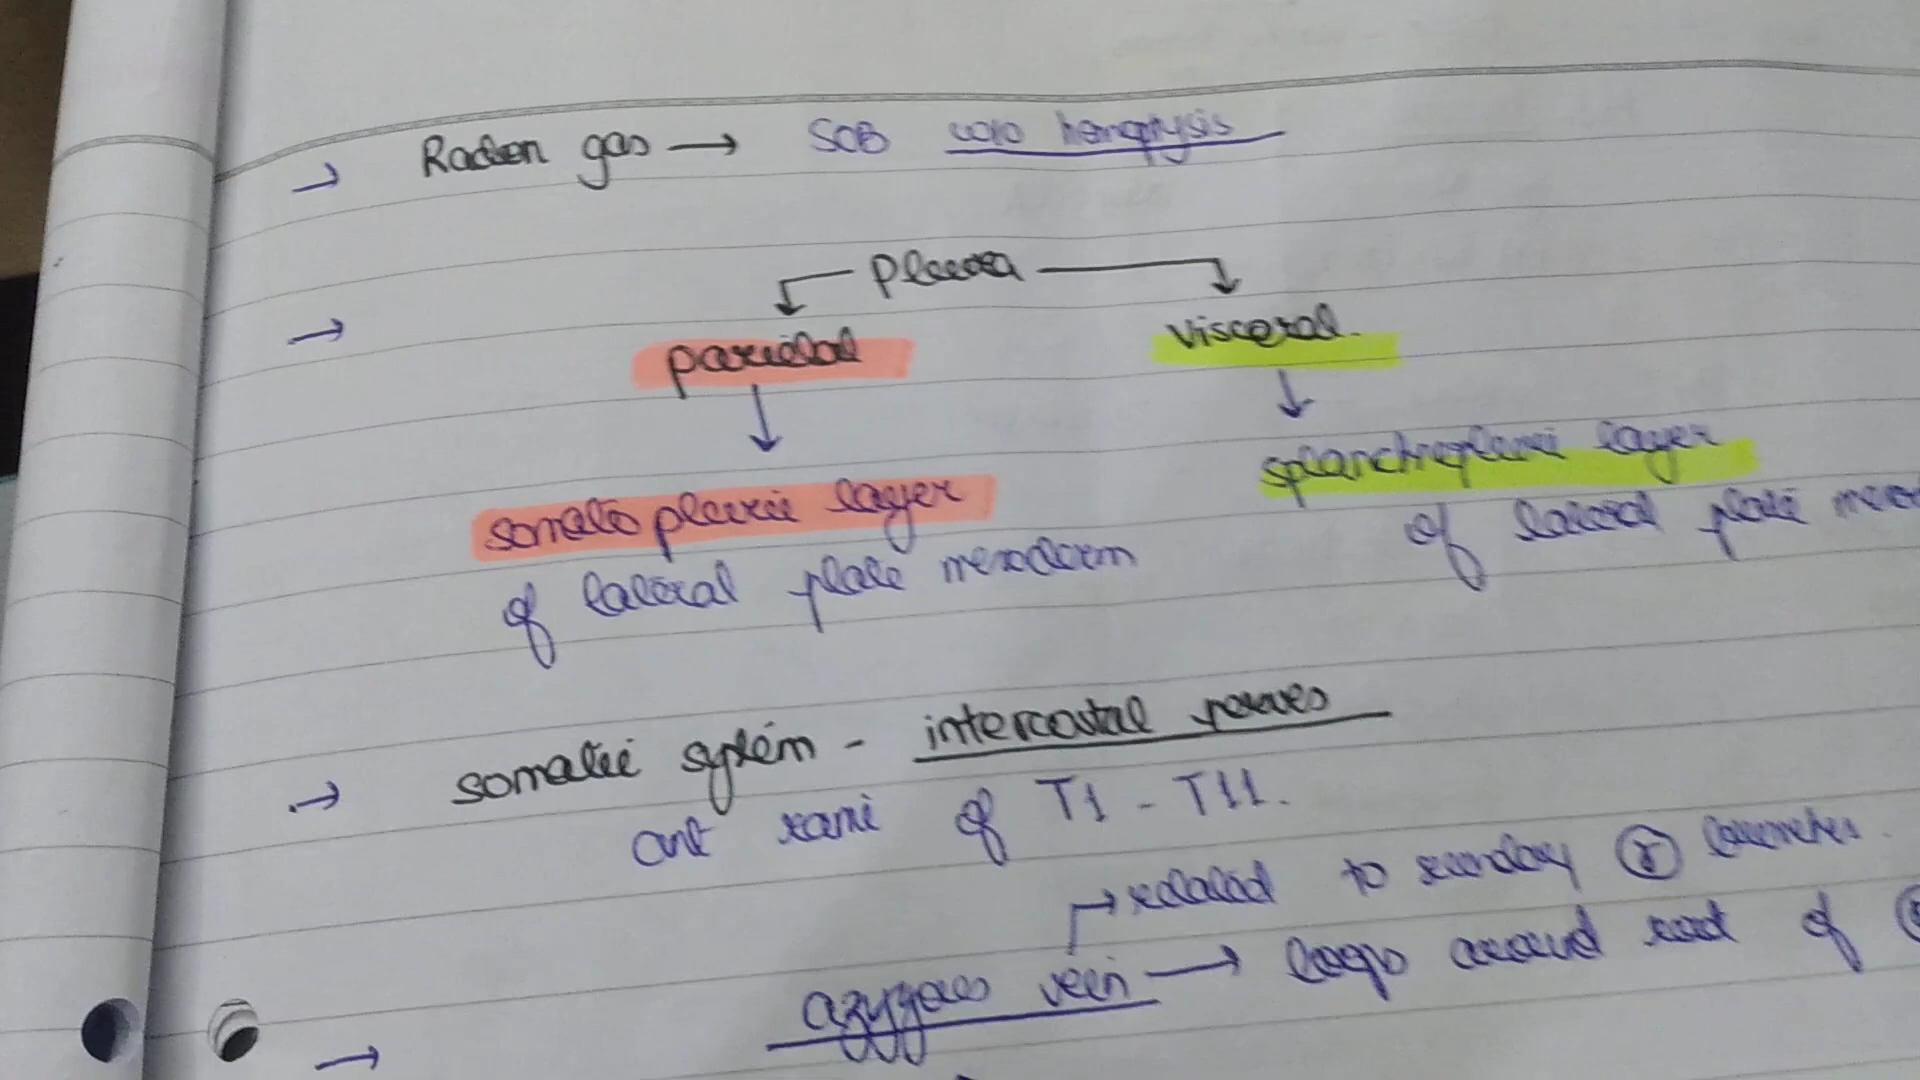 → Radon gas → SOB w/o hemoptysis
Pleura
→ parietal visceral.
somatopleuric layer splanchnopleuric layer
of lateral plate mesoderm of lateral plate
→ somatic system - intercostal nerves
ant rami of T1 - T11.
→ related to secondary ⓡ
azygous vein → loops around root of
→